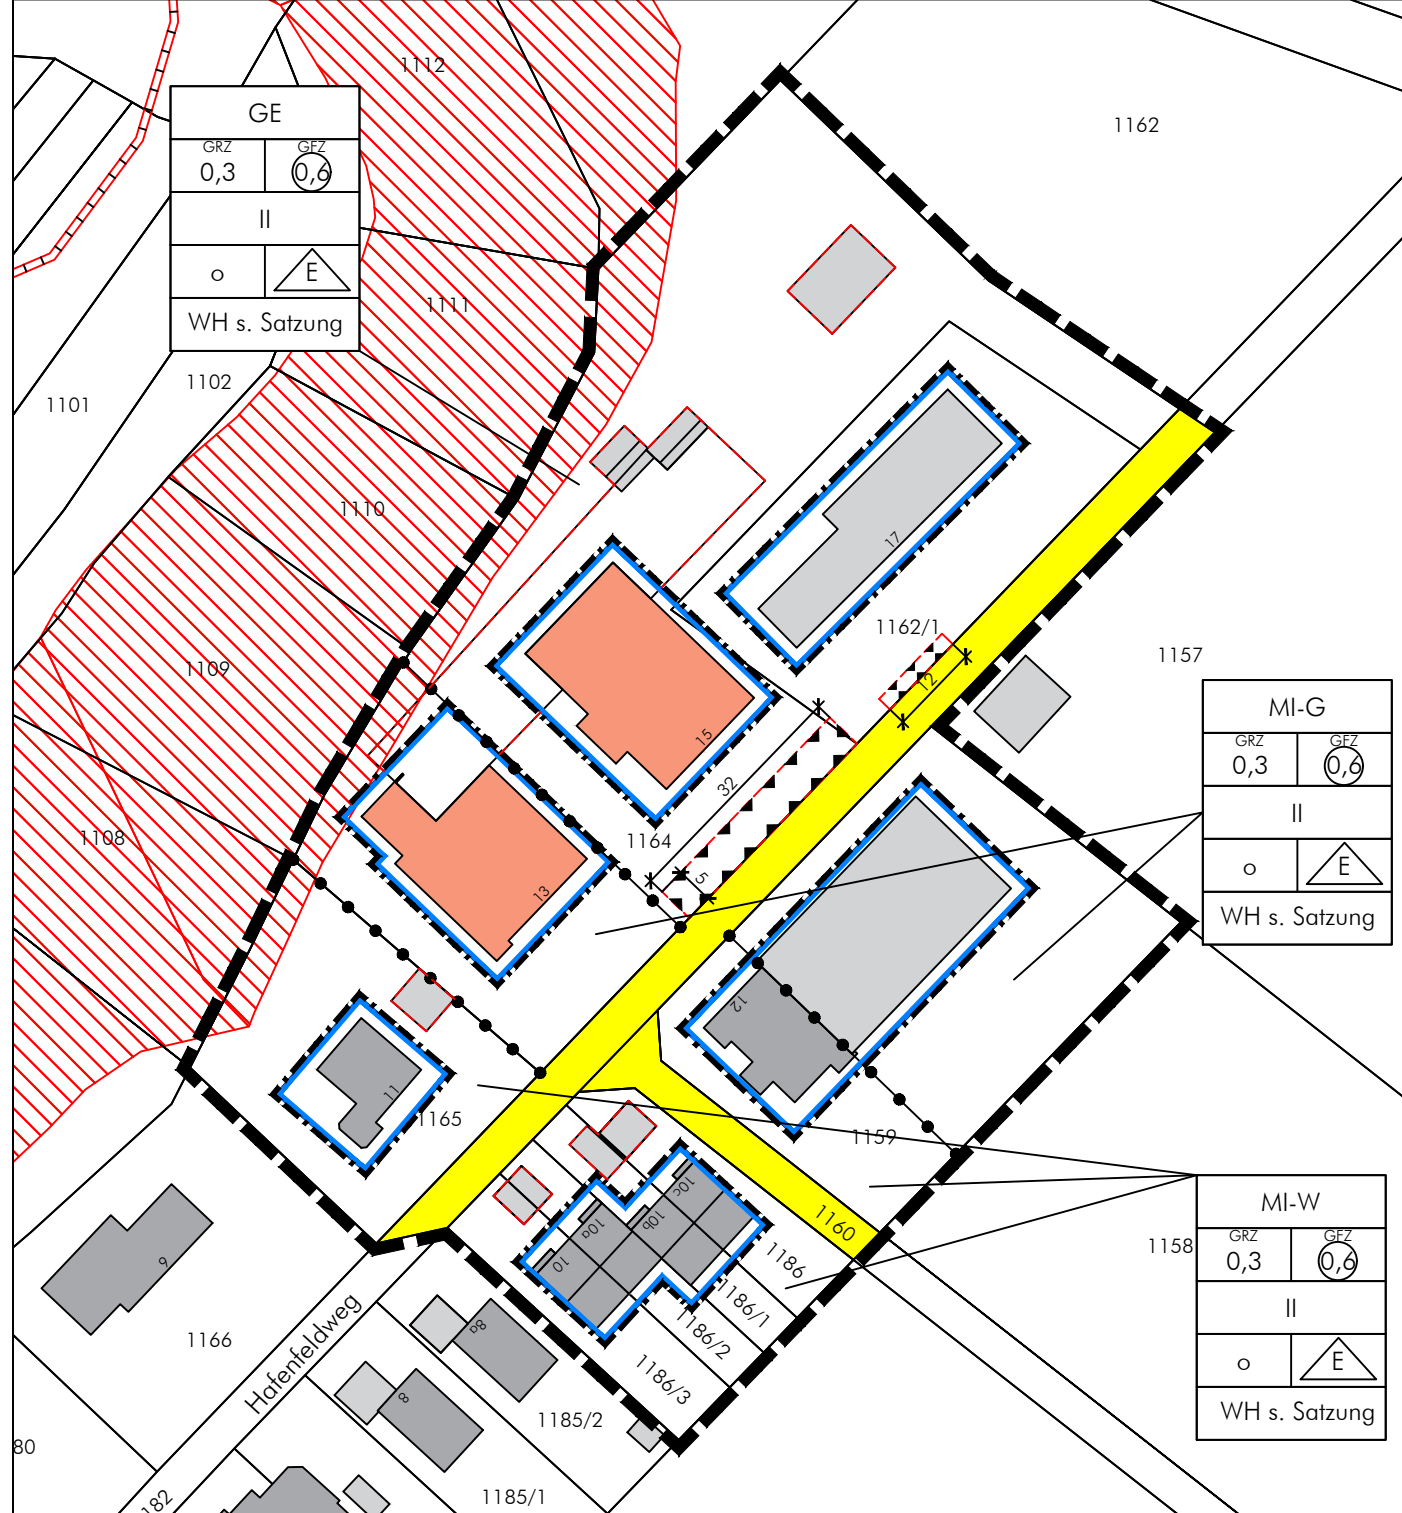 1112
1162
GE
GRZ GFZ
0,3 0,6
II
o E
WH s. Satzung
1111
1102
1101
1110
17
1162/1
1109
1157
12
MI-G
GRZ GFZ
0,3 0,6
II
o E
WH s. Satzung
15
32
1108
1164
5
13
12
11
1165
1159
MI-W
GRZ GFZ
0,3 0,6
II
o E
WH s. Satzung
10c
10b
10a
10
1160
1158
1186
1186/1
1186/2
1186/3
9
1166
Hafenfeldweg
8a
8
1185/2
80
1185/1
182